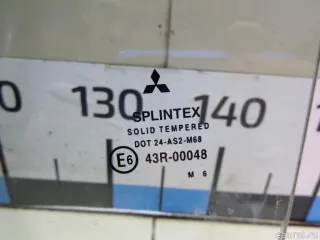 0 130 140
SPLINTEX
SOLID TEMPERED
DOT 24-AS2-M68
E6 43R-00048
M 6